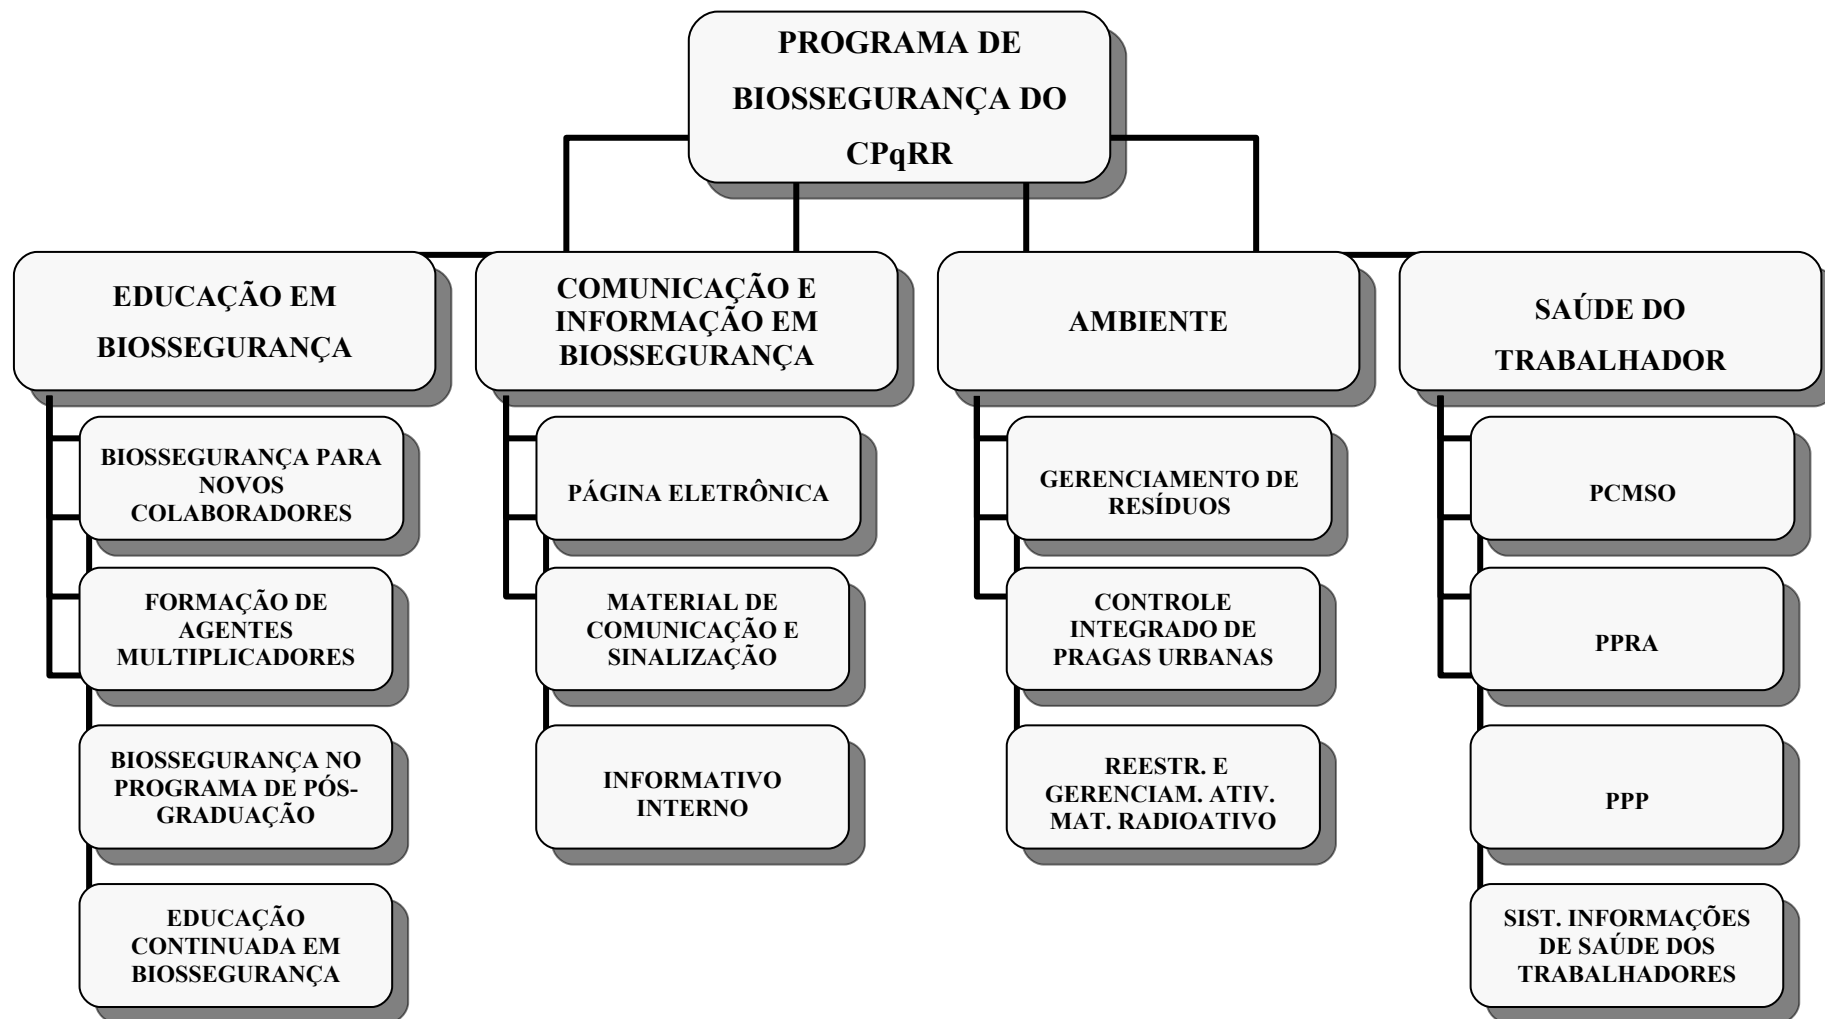 PROGRAMA DE
BIOSSEGURANÇA DO
CPqRR
EDUCAÇÃO EM
BIOSSEGURANÇA
COMUNICAÇÃO E
INFORMAÇÃO EM
BIOSSEGURANÇA
AMBIENTE
SAÚDE DO
TRABALHADOR
BIOSSEGURANÇA PARA
NOVOS
COLABORADORES
FORMAÇÃO DE
AGENTES
MULTIPLICADORES
BIOSSEGURANÇA NO
PROGRAMA DE PÓS-
GRADUAÇÃO
EDUCAÇÃO
CONTINUADA EM
BIOSSEGURANÇA
PÁGINA ELETRÔNICA
MATERIAL DE
COMUNICAÇÃO E
SINALIZAÇÃO
INFORMATIVO
INTERNO
GERENCIAMENTO DE
RESÍDUOS
CONTROLE
INTEGRADO DE
PRAGAS URBANAS
REESTR. E
GERENCIAM. ATIV.
MAT. RADIOATIVO
PCMSO
PPRA
PPP
SIST. INFORMAÇÕES
DE SAÚDE DOS
TRABALHADORES